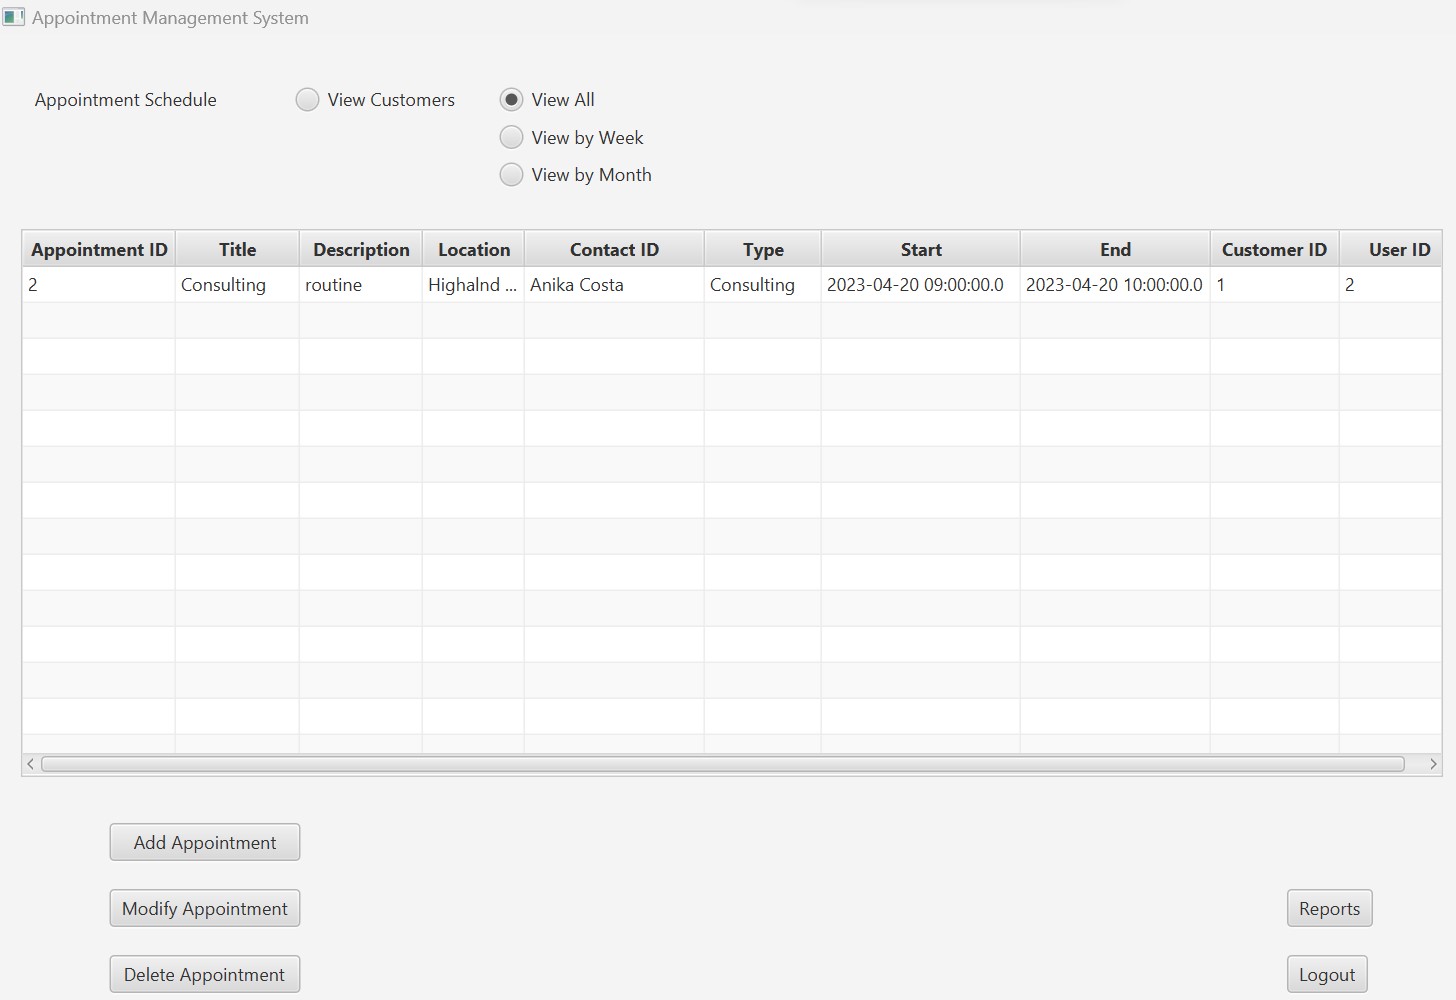 Appointment Management System
Appointment Schedule View Customers View All
View by Week
View by Month
Appointment ID Title Description Location Contact ID Type Start End Customer ID User ID
2 Consulting routine Highalnd ... Anika Costa Consulting 2023-04-20 09:00:00.0 2023-04-20 10:00:00.0 1 2
Add Appointment
Modify Appointment Reports
Delete Appointment Logout